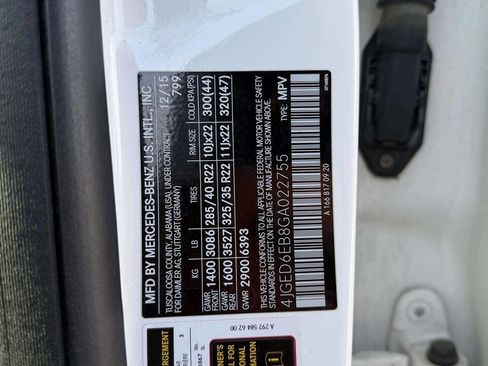 MFD BY MERCEDES-BENZ U.S. INTL., INC
TUSCALOOSA COUNTY, ALABAMA (USA), UNDER CONTRACT 12/15
FOR DAIMLER AG, STUTTGART (GERMANY) 799
KG LB TIRES RIM SIZE COLD KPA (PSI)
GAWR FRONT 1400 3086 285/40 R22 10Jx22 300(44)
GAWR REAR 1600 3527 325/35 R22 11Jx22 320(47)
GVWR 2900 6393
THIS VEHICLE CONFORMS TO ALL APPLICABLE FEDERAL MOTOR VEHICLE SAFETY
AND THEFT PREVENTION STANDARDS IN EFFECT ON THE DATE OF MANUFACTURE SHOWN ABOVE.
4JGED6EB8GA022755 TYPE: MPV
A 166 817 09 20
A 292 584 62 00